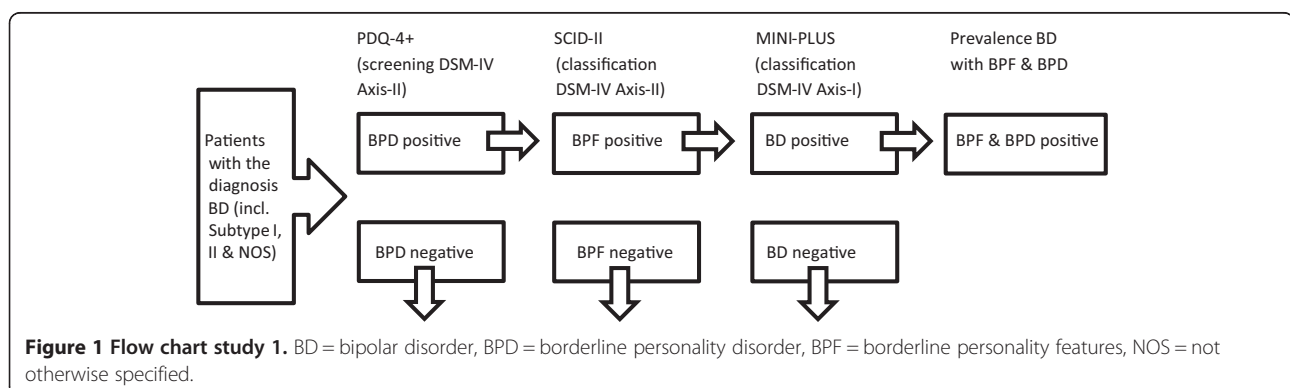 PDQ-4+
(screening DSM-IV
Axis-II)
SCID-II
(classification
DSM-IV Axis-II)
MINI-PLUS
(classification
DSM-IV Axis-I)
Prevalence BD
with BPF & BPD
Patients
with the
diagnosis
BD (incl.
Subtype I,
II & NOS)
BPD positive
BPF positive
BD positive
BPF & BPD positive
BPD negative
BPF negative
BD negative
Figure 1 Flow chart study 1. BD = bipolar disorder, BPD = borderline personality disorder, BPF = borderline personality features, NOS = not
otherwise specified.